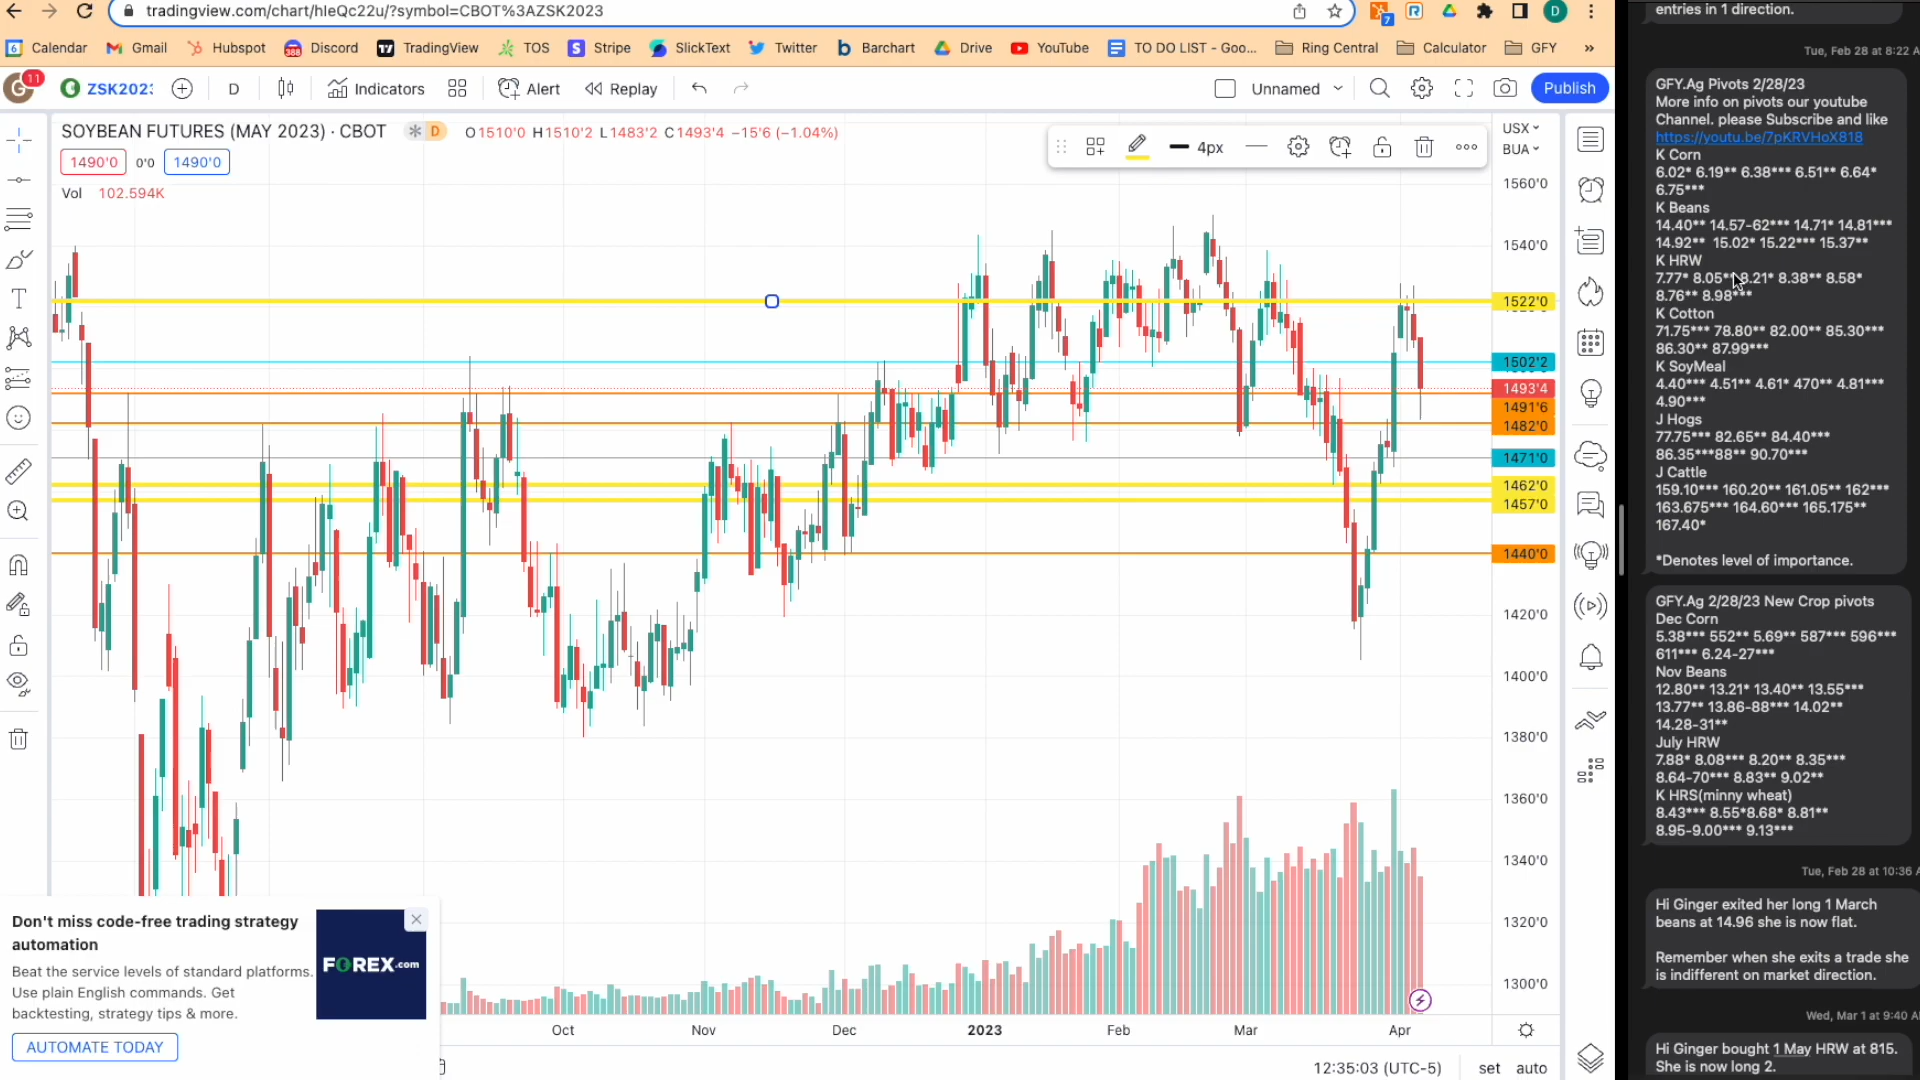 tradingview.com/chart/hIeQc22u/?symbol=CBOT%3AZSK2023
7
D
6 Calendar Gmail Hubspot 388 Discord TradingView TOS Stripe SlickText Twitter Barchart Drive YouTube TO DO LIST - Goo... Ring Central Calculator GFY »
G 11 ZSK202 D Indicators Alert Replay Unnamed Publish
SOYBEAN FUTURES (MAY 2023) · CBOT D O1510'0 H1510'2 L1483'2 C1493'4 −15'6 (−1.04%)
1490'0 0'0 1490'0
Vol 102.594K
4px
USX
BUA
1560'0
1540'0
1522'0
1502'2
1493'4
1491'6
1482'0
1471'0
1462'0
1457'0
1440'0
1420'0
1400'0
1380'0
1360'0
1340'0
1320'0
1300'0
Oct Nov Dec 2023 Feb Mar Apr
12:35:03 (UTC-5) set auto
Don't miss code-free trading strategy
automation
Beat the service levels of standard platforms.
Use plain English commands. Get
backtesting, strategy tips & more.
AUTOMATE TODAY
FOREX.com
entries in 1 direction.
Tue, Feb 28 at 8:22 A
GFY.Ag Pivots 2/28/23
More info on pivots our youtube
Channel. please Subscribe and like
https://youtu.be/7pKRVHoX818
K Corn
6.02* 6.19** 6.38*** 6.51** 6.64*
6.75***
K Beans
14.40** 14.57-62*** 14.71* 14.81***
14.92** 15.02* 15.22*** 15.37**
K HRW
7.77* 8.05** 8.21* 8.38** 8.58*
8.76** 8.98***
K Cotton
71.75*** 78.80** 82.00** 85.30***
86.30** 87.99***
K SoyMeal
4.40*** 4.51** 4.61* 470** 4.81***
4.90***
J Hogs
77.75*** 82.65** 84.40***
86.35***88** 90.70***
J Cattle
159.10*** 160.20** 161.05** 162***
163.675*** 164.60*** 165.175**
167.40*
*Denotes level of importance.
GFY.Ag 2/28/23 New Crop pivots
Dec Corn
5.38*** 552** 5.69** 587*** 596***
611*** 6.24-27***
Nov Beans
12.80** 13.21* 13.40** 13.55***
13.77** 13.86-88*** 14.02**
14.28-31**
July HRW
7.88* 8.08*** 8.20** 8.35***
8.64-70*** 8.83** 9.02**
K HRS(minny wheat)
8.43*** 8.55*8.68* 8.81**
8.95-9.00*** 9.13***
Tue, Feb 28 at 10:36 A
Hi Ginger exited her long 1 March
beans at 14.96 she is now flat.
Remember when she exits a trade she
is indifferent on market direction.
Wed, Mar 1 at 9:40 A
Hi Ginger bought 1 May HRW at 815.
She is now long 2.